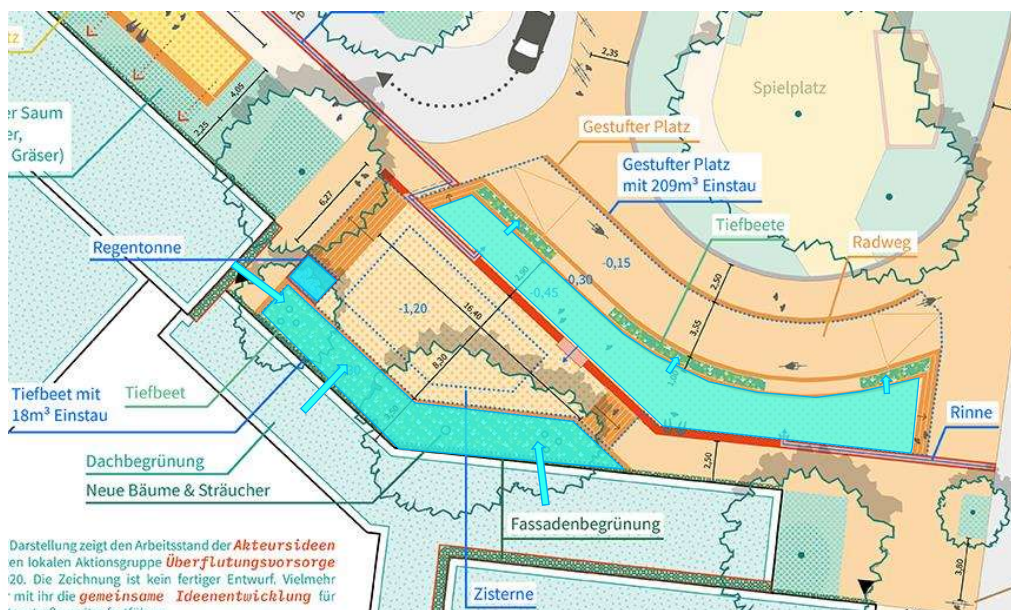 Spielplatz
Gestufter Platz
Gestufter Platz
mit 209m³ Einstau
Tiefbeete
Radweg
er Saum
er,
Gräser)
2,35
4,05
2,25
6,27
Regentonne
-0,15
0,30
-0,45
2,50
-1,20
16,40
8,30
3,55
2,50
Tiefbeet mit
18m³ Einstau
Tiefbeet
Rinne
Dachbegrünung
Neue Bäume & Sträucher
2,50
Fassadenbegrünung
3,80
Zisterne
Darstellung zeigt den Arbeitsstand der Akteursideen
en lokalen Aktionsgruppe Überflutungsvorsorge
20. Die Zeichnung ist kein fertiger Entwurf. Vielmehr
mit ihr die gemeinsame Ideenentwicklung für